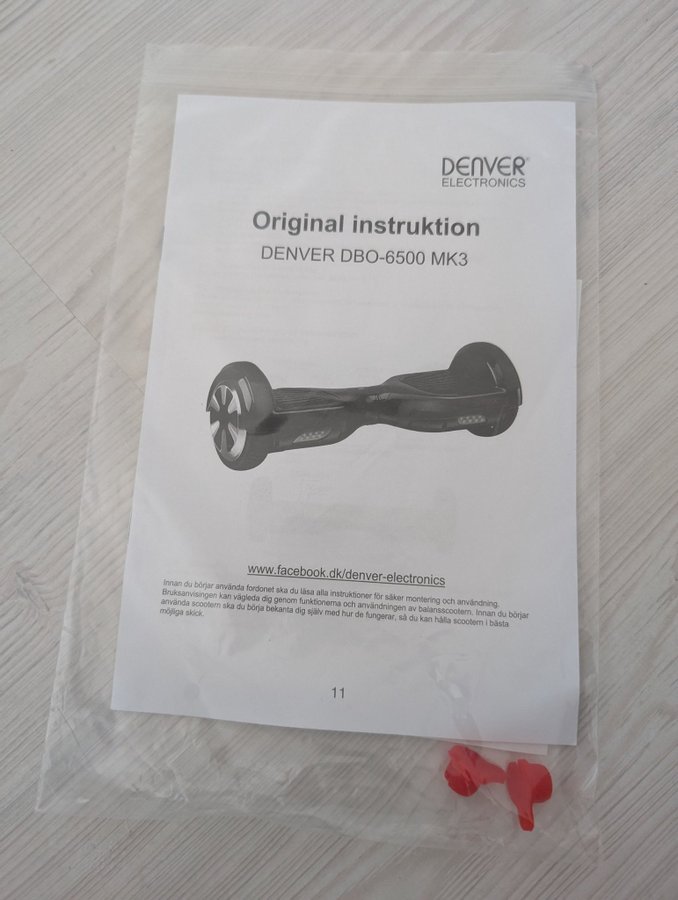 DENVER®
ELECTRONICS
Original instruktion
DENVER DBO-6500 MK3
www.facebook.dk/denver-electronics
Innan du börjar använda fordonet ska du läsa alla instruktioner för säker montering och användning.
Bruksanvisningen kan vägleda dig genom funktionerna och användningen av balansscootern. Innan du börjar
använda scootern ska du börja bekanta dig själv med hur de fungerar, så du kan hålla scootern i bästa
möjliga skick.
11